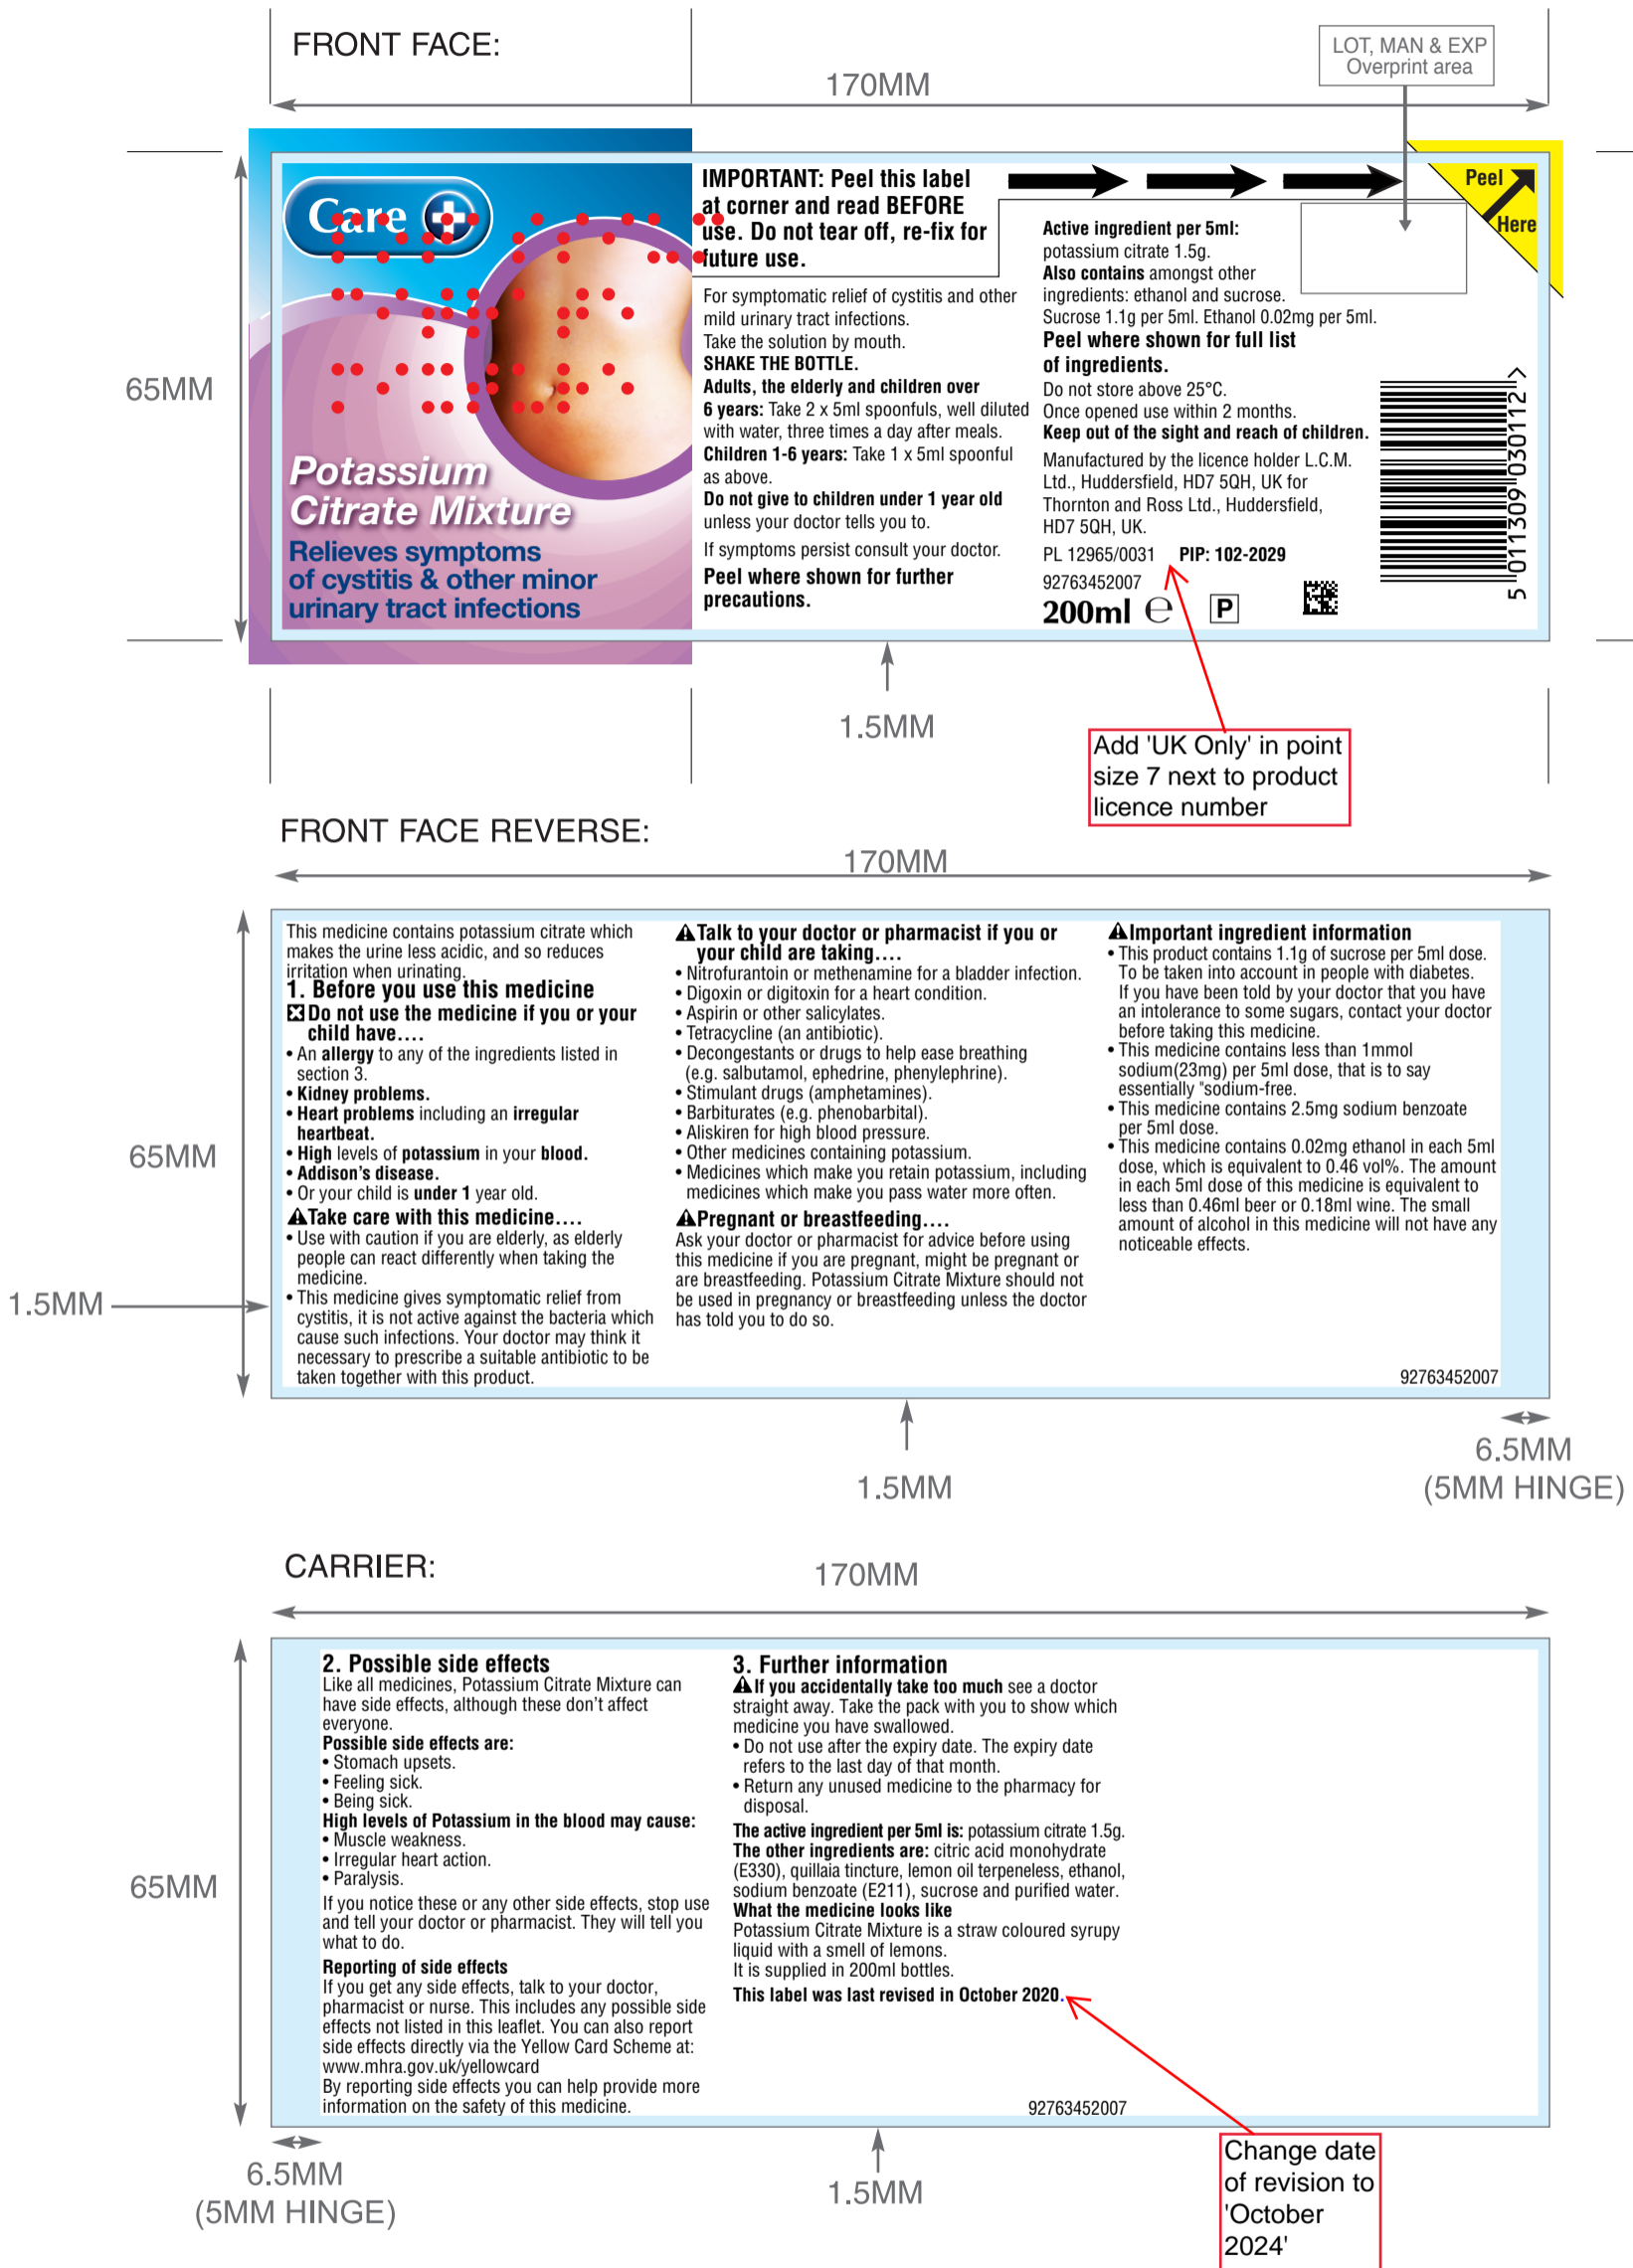 FRONT FACE:
LOT, MAN & EXP
Overprint area
170MM
65MM
Care
Potassium
Citrate Mixture
Relieves symptoms
of cystitis & other minor
urinary tract infections
IMPORTANT: Peel this label
at corner and read BEFORE
use. Do not tear off, re-fix for
future use.
For symptomatic relief of cystitis and other
mild urinary tract infections.
Take the solution by mouth.
SHAKE THE BOTTLE.
Adults, the elderly and children over
6 years: Take 2 x 5ml spoonfuls, well diluted
with water, three times a day after meals.
Children 1-6 years: Take 1 x 5ml spoonful
as above.
Do not give to children under 1 year old
unless your doctor tells you to.
If symptoms persist consult your doctor.
Peel where shown for further
precautions.
Peel
Here
Active ingredient per 5ml:
potassium citrate 1.5g.
Also contains amongst other
ingredients: ethanol and sucrose.
Sucrose 1.1g per 5ml. Ethanol 0.02mg per 5ml.
Peel where shown for full list
of ingredients.
Do not store above 25°C.
Once opened use within 2 months.
Keep out of the sight and reach of children.
Manufactured by the licence holder L.C.M.
Ltd., Huddersfield, HD7 5QH, UK for
Thornton and Ross Ltd., Huddersfield,
HD7 5QH, UK.
PL 12965/0031 PIP: 102-2029
92763452007
200ml e P
5 011309 030112 >
1.5MM
Add 'UK Only' in point
size 7 next to product
licence number
FRONT FACE REVERSE:
170MM
65MM
1.5MM
This medicine contains potassium citrate which
makes the urine less acidic, and so reduces
irritation when urinating.
1. Before you use this medicine
Do not use the medicine if you or your
child have....
• An allergy to any of the ingredients listed in
section 3.
• Kidney problems.
• Heart problems including an irregular
heartbeat.
• High levels of potassium in your blood.
• Addison's disease.
• Or your child is under 1 year old.
Take care with this medicine....
• Use with caution if you are elderly, as elderly
people can react differently when taking the
medicine.
• This medicine gives symptomatic relief from
cystitis, it is not active against the bacteria which
cause such infections. Your doctor may think it
necessary to prescribe a suitable antibiotic to be
taken together with this product.
Talk to your doctor or pharmacist if you or
your child are taking....
• Nitrofurantoin or methenamine for a bladder infection.
• Digoxin or digitoxin for a heart condition.
• Aspirin or other salicylates.
• Tetracycline (an antibiotic).
• Decongestants or drugs to help ease breathing
(e.g. salbutamol, ephedrine, phenylephrine).
• Stimulant drugs (amphetamines).
• Barbiturates (e.g. phenobarbital).
• Aliskiren for high blood pressure.
• Other medicines containing potassium.
• Medicines which make you retain potassium, including
medicines which make you pass water more often.
Pregnant or breastfeeding....
Ask your doctor or pharmacist for advice before using
this medicine if you are pregnant, might be pregnant or
are breastfeeding. Potassium Citrate Mixture should not
be used in pregnancy or breastfeeding unless the doctor
has told you to do so.
Important ingredient information
• This product contains 1.1g of sucrose per 5ml dose.
To be taken into account in people with diabetes.
If you have been told by your doctor that you have
an intolerance to some sugars, contact your doctor
before taking this medicine.
• This medicine contains less than 1mmol
sodium(23mg) per 5ml dose, that is to say
essentially "sodium-free.
• This medicine contains 2.5mg sodium benzoate
per 5ml dose.
• This medicine contains 0.02mg ethanol in each 5ml
dose, which is equivalent to 0.46 vol%. The amount
in each 5ml dose of this medicine is equivalent to
less than 0.46ml beer or 0.18ml wine. The small
amount of alcohol in this medicine will not have any
noticeable effects.
92763452007
1.5MM
6.5MM
(5MM HINGE)
CARRIER:
170MM
65MM
2. Possible side effects
Like all medicines, Potassium Citrate Mixture can
have side effects, although these don't affect
everyone.
Possible side effects are:
• Stomach upsets.
• Feeling sick.
• Being sick.
High levels of Potassium in the blood may cause:
• Muscle weakness.
• Irregular heart action.
• Paralysis.
If you notice these or any other side effects, stop use
and tell your doctor or pharmacist. They will tell you
what to do.
Reporting of side effects
If you get any side effects, talk to your doctor,
pharmacist or nurse. This includes any possible side
effects not listed in this leaflet. You can also report
side effects directly via the Yellow Card Scheme at:
www.mhra.gov.uk/yellowcard
By reporting side effects you can help provide more
information on the safety of this medicine.
3. Further information
If you accidentally take too much see a doctor
straight away. Take the pack with you to show which
medicine you have swallowed.
• Do not use after the expiry date. The expiry date
refers to the last day of that month.
• Return any unused medicine to the pharmacy for
disposal.
The active ingredient per 5ml is: potassium citrate 1.5g.
The other ingredients are: citric acid monohydrate
(E330), quillaia tincture, lemon oil terpeneless, ethanol,
sodium benzoate (E211), sucrose and purified water.
What the medicine looks like
Potassium Citrate Mixture is a straw coloured syrupy
liquid with a smell of lemons.
It is supplied in 200ml bottles.
This label was last revised in October 2020.
92763452007
6.5MM
(5MM HINGE)
1.5MM
Change date
of revision to
'October
2024'